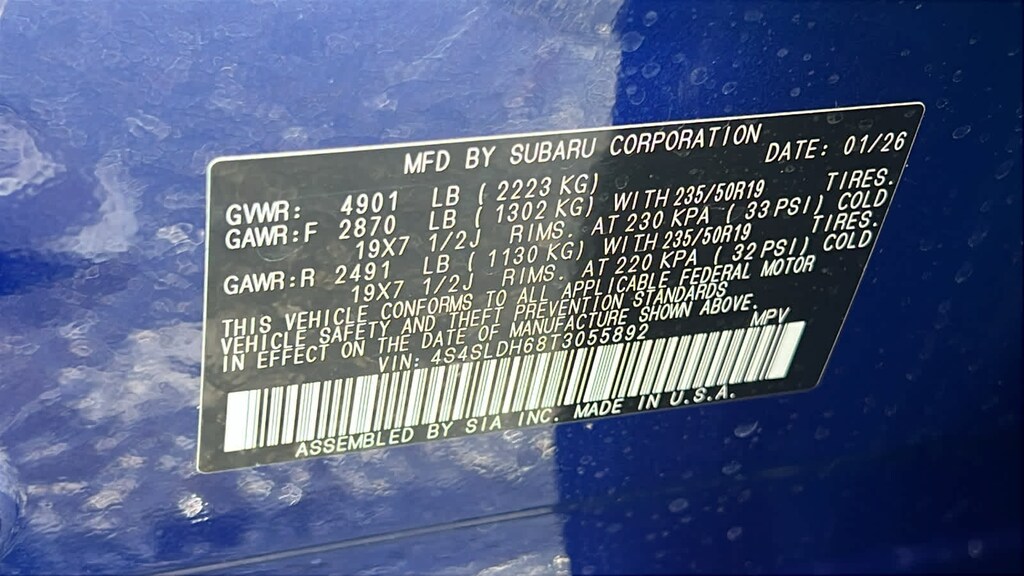 MFD BY SUBARU CORPORATION
DATE: 01/26
GVWR: 4901 LB ( 2223 KG)
GAWR:F 2870 LB ( 1302 KG) WITH 235/50R19 TIRES.
19X7 1/2J RIMS. AT 230 KPA ( 33 PSI) COLD
GAWR:R 2491 LB ( 1130 KG) WITH 235/50R19 TIRES.
19X7 1/2J RIMS. AT 220 KPA ( 32 PSI) COLD
THIS VEHICLE CONFORMS TO ALL APPLICABLE FEDERAL MOTOR
VEHICLE SAFETY AND THEFT PREVENTION STANDARDS
IN EFFECT ON THE DATE OF MANUFACTURE SHOWN ABOVE.
VIN: 4S4SLDH68T3055892 MPV
ASSEMBLED BY SIA INC. MADE IN U.S.A.